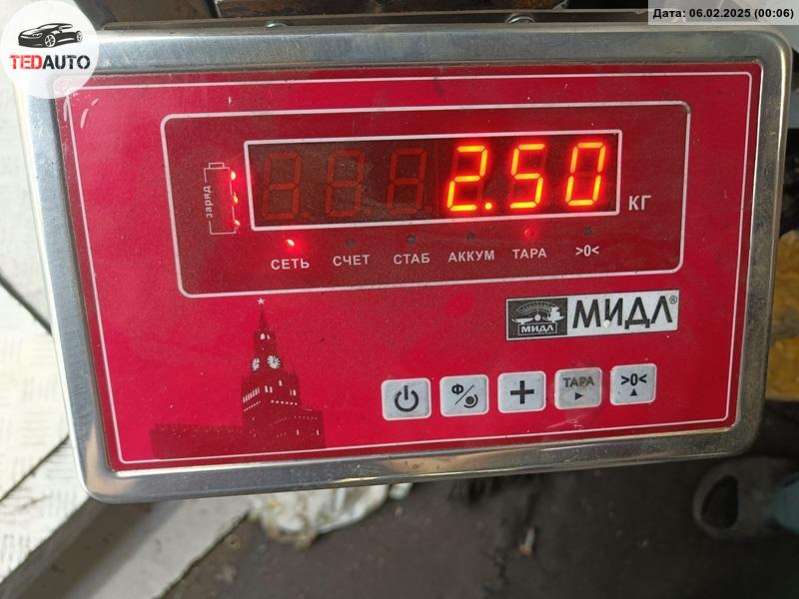 Дата: 06.02.2025 (00:06)
TEDAUTO
заряд
2.50
КГ
СЕТЬ СЧЕТ СТАБ АККУМ ТАРА >0<
МИДЛ МИДЛ®
Ф + ТАРА >0<